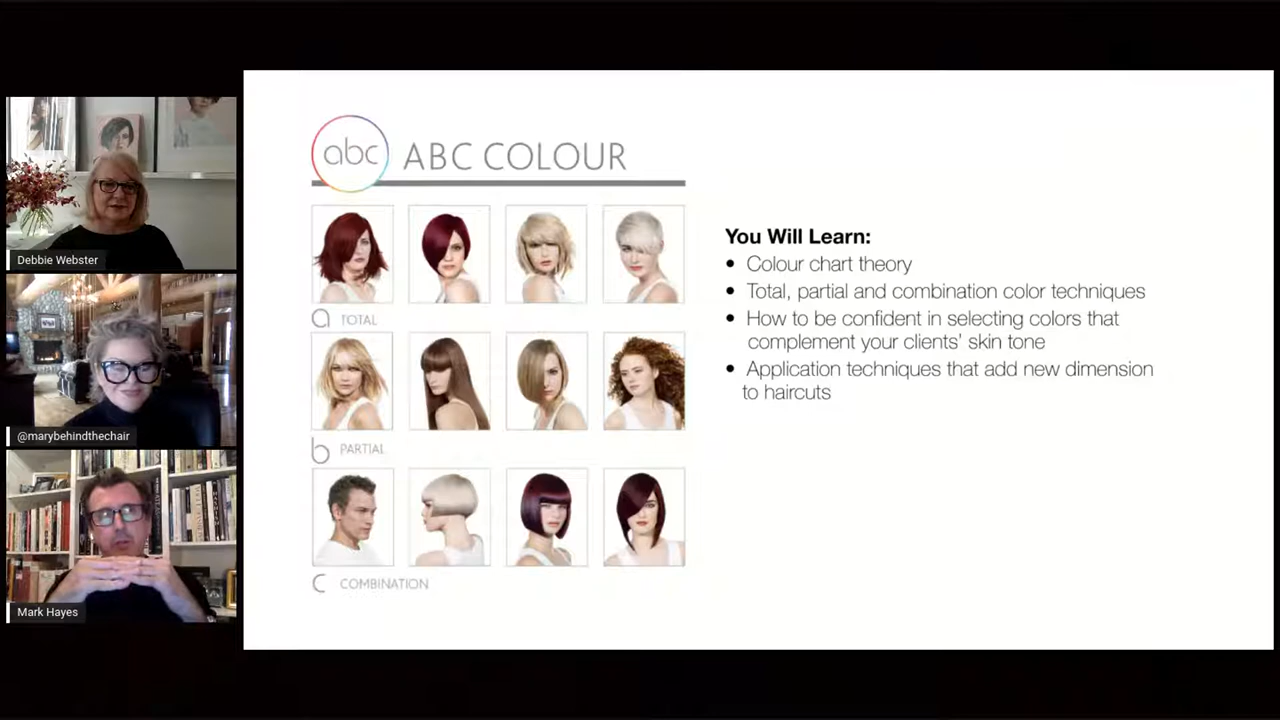 Debbie Webster
@marybehindthechair
Mark Hayes
abc
ABC COLOUR
a TOTAL
b PARTIAL
c COMBINATION
You Will Learn:
• Colour chart theory
• Total, partial and combination color techniques
• How to be confident in selecting colors that
complement your clients' skin tone
• Application techniques that add new dimension
to haircuts